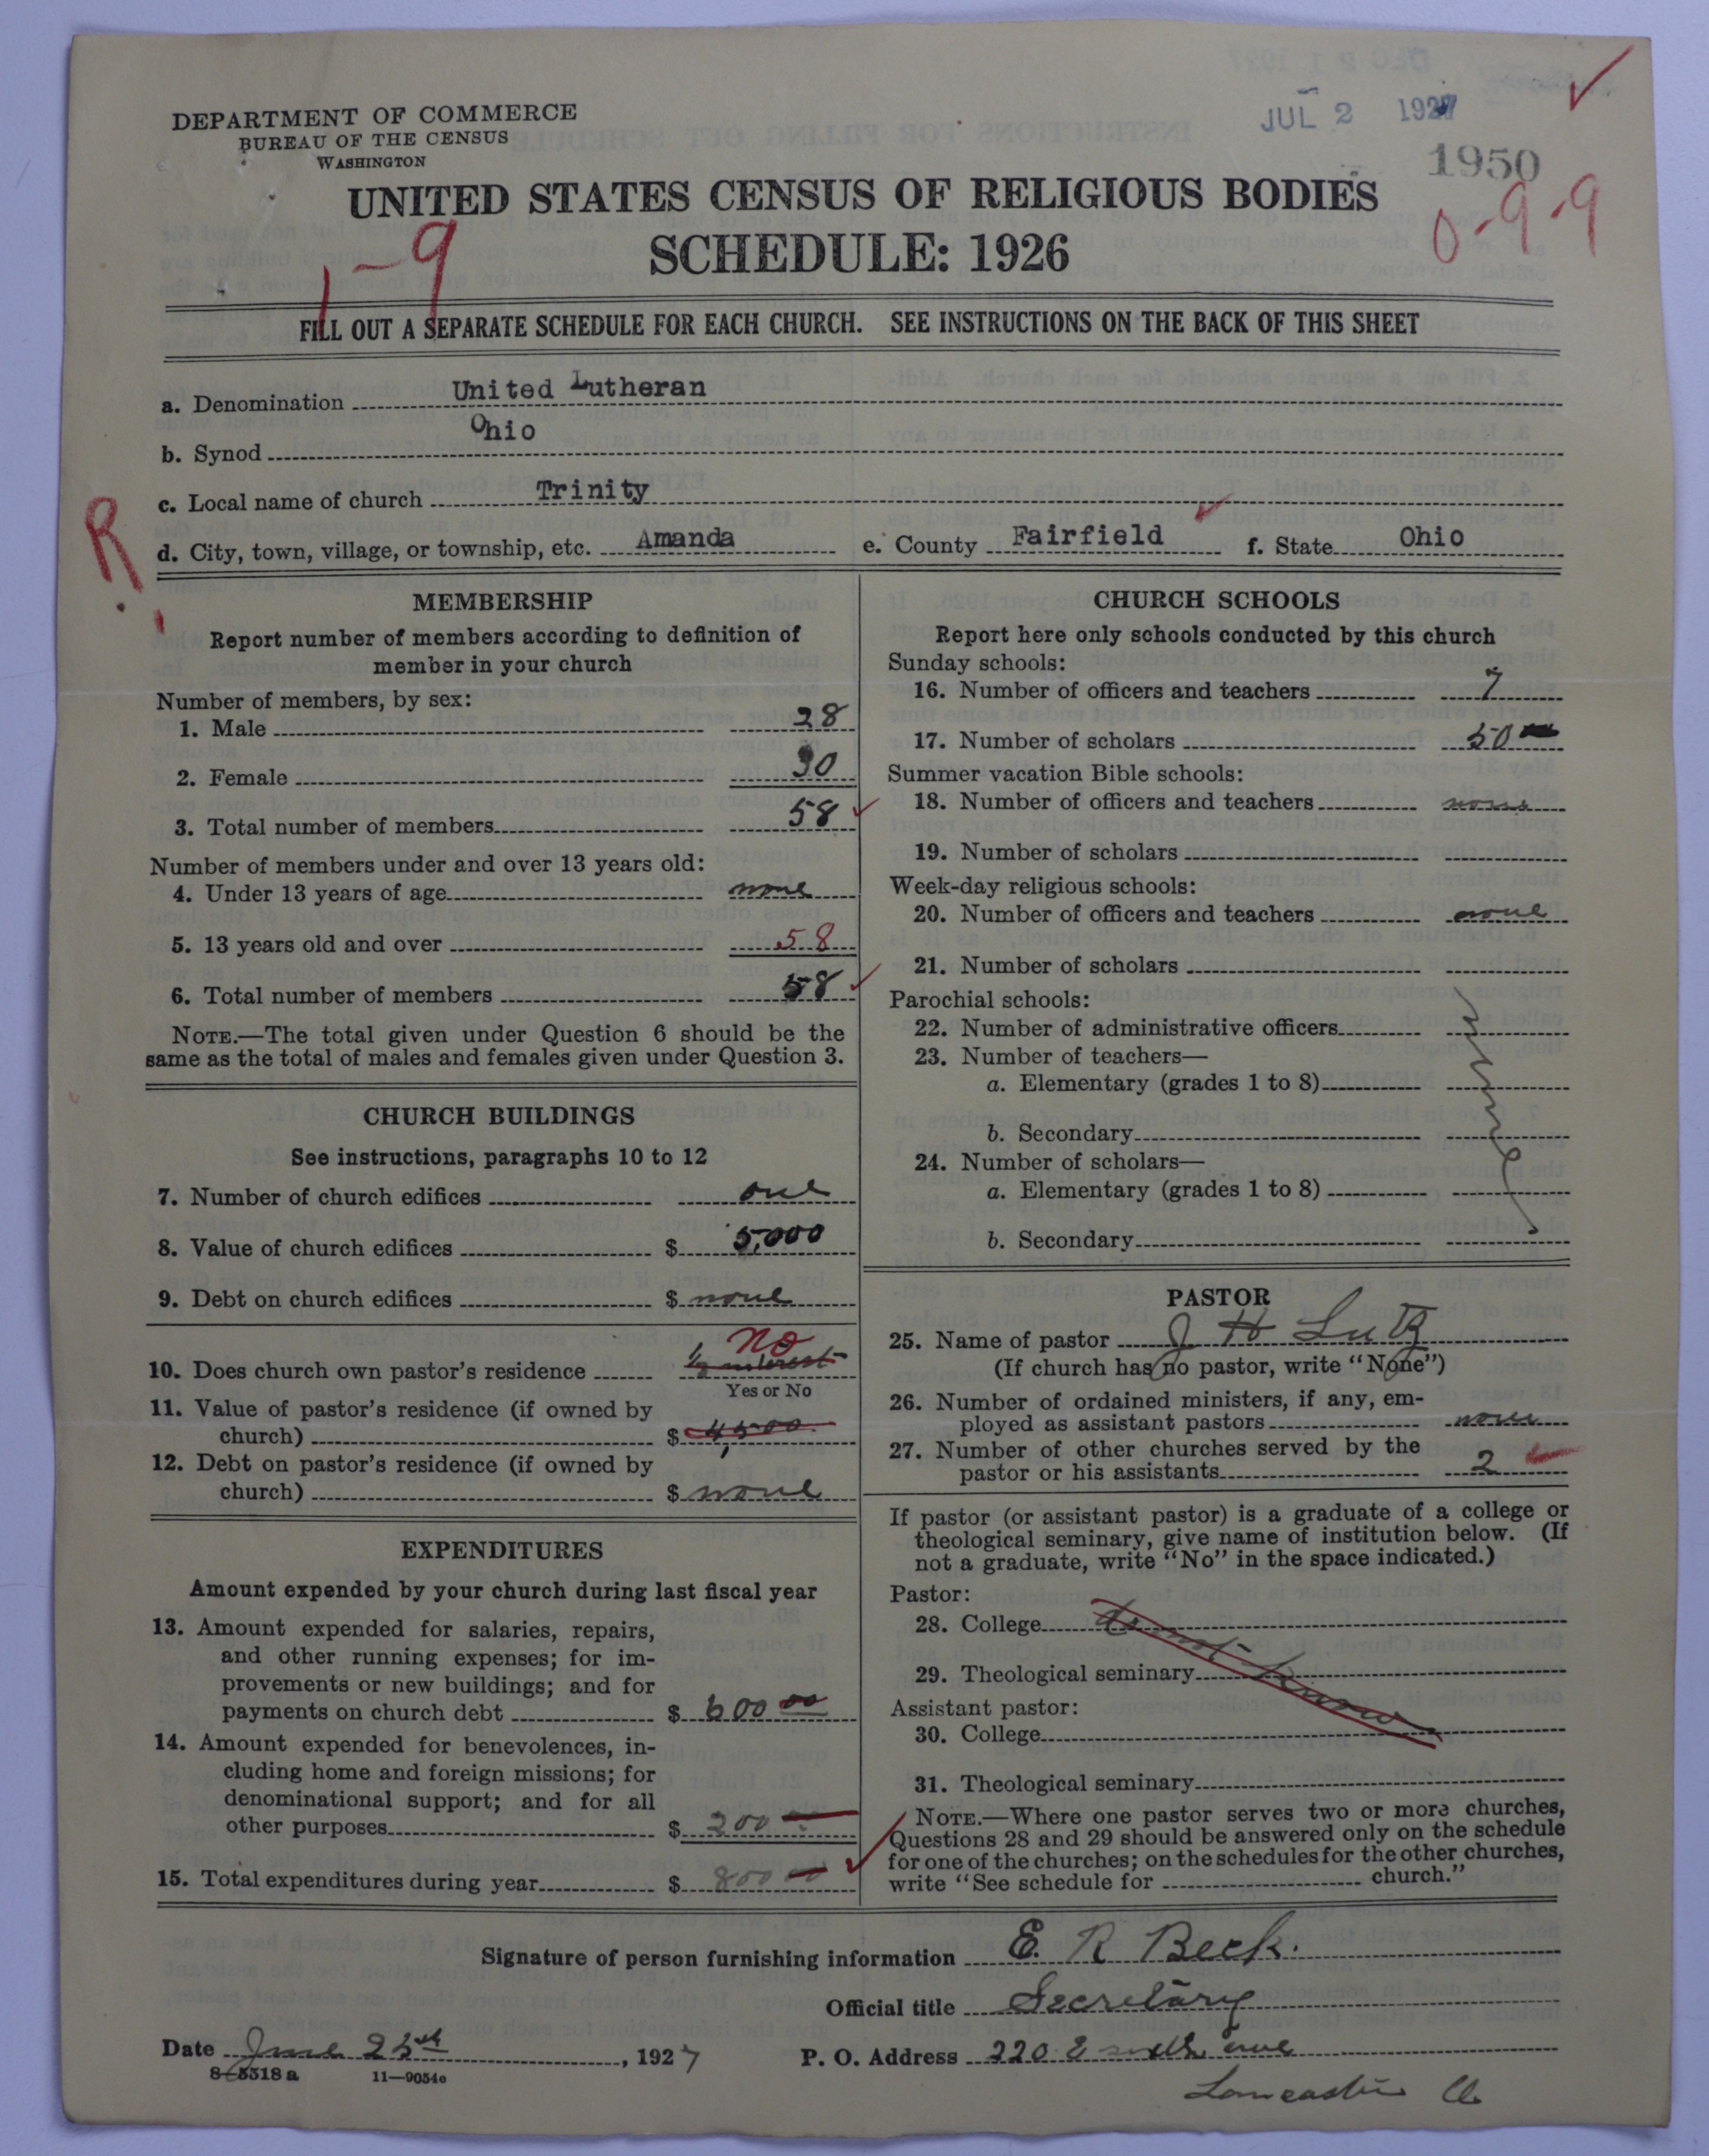 JUL 2 1927
1950
DEPARTMENT OF COMMERCE
BUREAU OF THE CENSUS
WASHINGTON
UNITED STATES CENSUS OF RELIGIOUS BODIES
SCHEDULE: 1926
1-9
0-9-9
FILL OUT A SEPARATE SCHEDULE FOR EACH CHURCH. SEE INSTRUCTIONS ON THE BACK OF THIS SHEET
a. Denomination United Lutheran
b. Synod Ohio
c. Local name of church Trinity
R
d. City, town, village, or township, etc. Amanda e. County Fairfield f. State Ohio
MEMBERSHIP
Report number of members according to definition of
member in your church
Number of members, by sex:
1. Male 28
2. Female 30
3. Total number of members 58
Number of members under and over 13 years old:
4. Under 13 years of age none
5. 13 years old and over 58
6. Total number of members 58
NOTE.—The total given under Question 6 should be the
same as the total of males and females given under Question 3.
CHURCH BUILDINGS
See instructions, paragraphs 10 to 12
7. Number of church edifices one
8. Value of church edifices $ 5,000
9. Debt on church edifices $ none
No
10. Does church own pastor's residence 1/2 interest
Yes or No
11. Value of pastor's residence (if owned by
church) $ 4,500
12. Debt on pastor's residence (if owned by
church) $ none
EXPENDITURES
Amount expended by your church during last fiscal year
13. Amount expended for salaries, repairs,
and other running expenses; for im-
provements or new buildings; and for
payments on church debt $ 600 00
14. Amount expended for benevolences, in-
cluding home and foreign missions; for
denominational support; and for all
other purposes $ 200
15. Total expenditures during year $ 800 00
CHURCH SCHOOLS
Report here only schools conducted by this church
Sunday schools:
16. Number of officers and teachers 7
17. Number of scholars 50
Summer vacation Bible schools:
18. Number of officers and teachers none
19. Number of scholars
Week-day religious schools:
20. Number of officers and teachers none
21. Number of scholars
Parochial schools:
22. Number of administrative officers
23. Number of teachers—
a. Elementary (grades 1 to 8)
b. Secondary
24. Number of scholars—
a. Elementary (grades 1 to 8)
b. Secondary
PASTOR
25. Name of pastor J H Lutz
(If church has no pastor, write "None")
26. Number of ordained ministers, if any, em-
ployed as assistant pastors none
27. Number of other churches served by the
pastor or his assistants 2
If pastor (or assistant pastor) is a graduate of a college or
theological seminary, give name of institution below. (If
not a graduate, write "No" in the space indicated.)
Pastor:
28. College
29. Theological seminary
Assistant pastor:
30. College
31. Theological seminary
NOTE.—Where one pastor serves two or more churches,
Questions 28 and 29 should be answered only on the schedule
for one of the churches; on the schedules for the other churches,
write "See schedule for church."
Signature of person furnishing information E. R Beck.
Official title Secretary
Date June 25th, 1927 P. O. Address 220 E sixth ave
8-5318 a 11-9054e
Lancaster O.